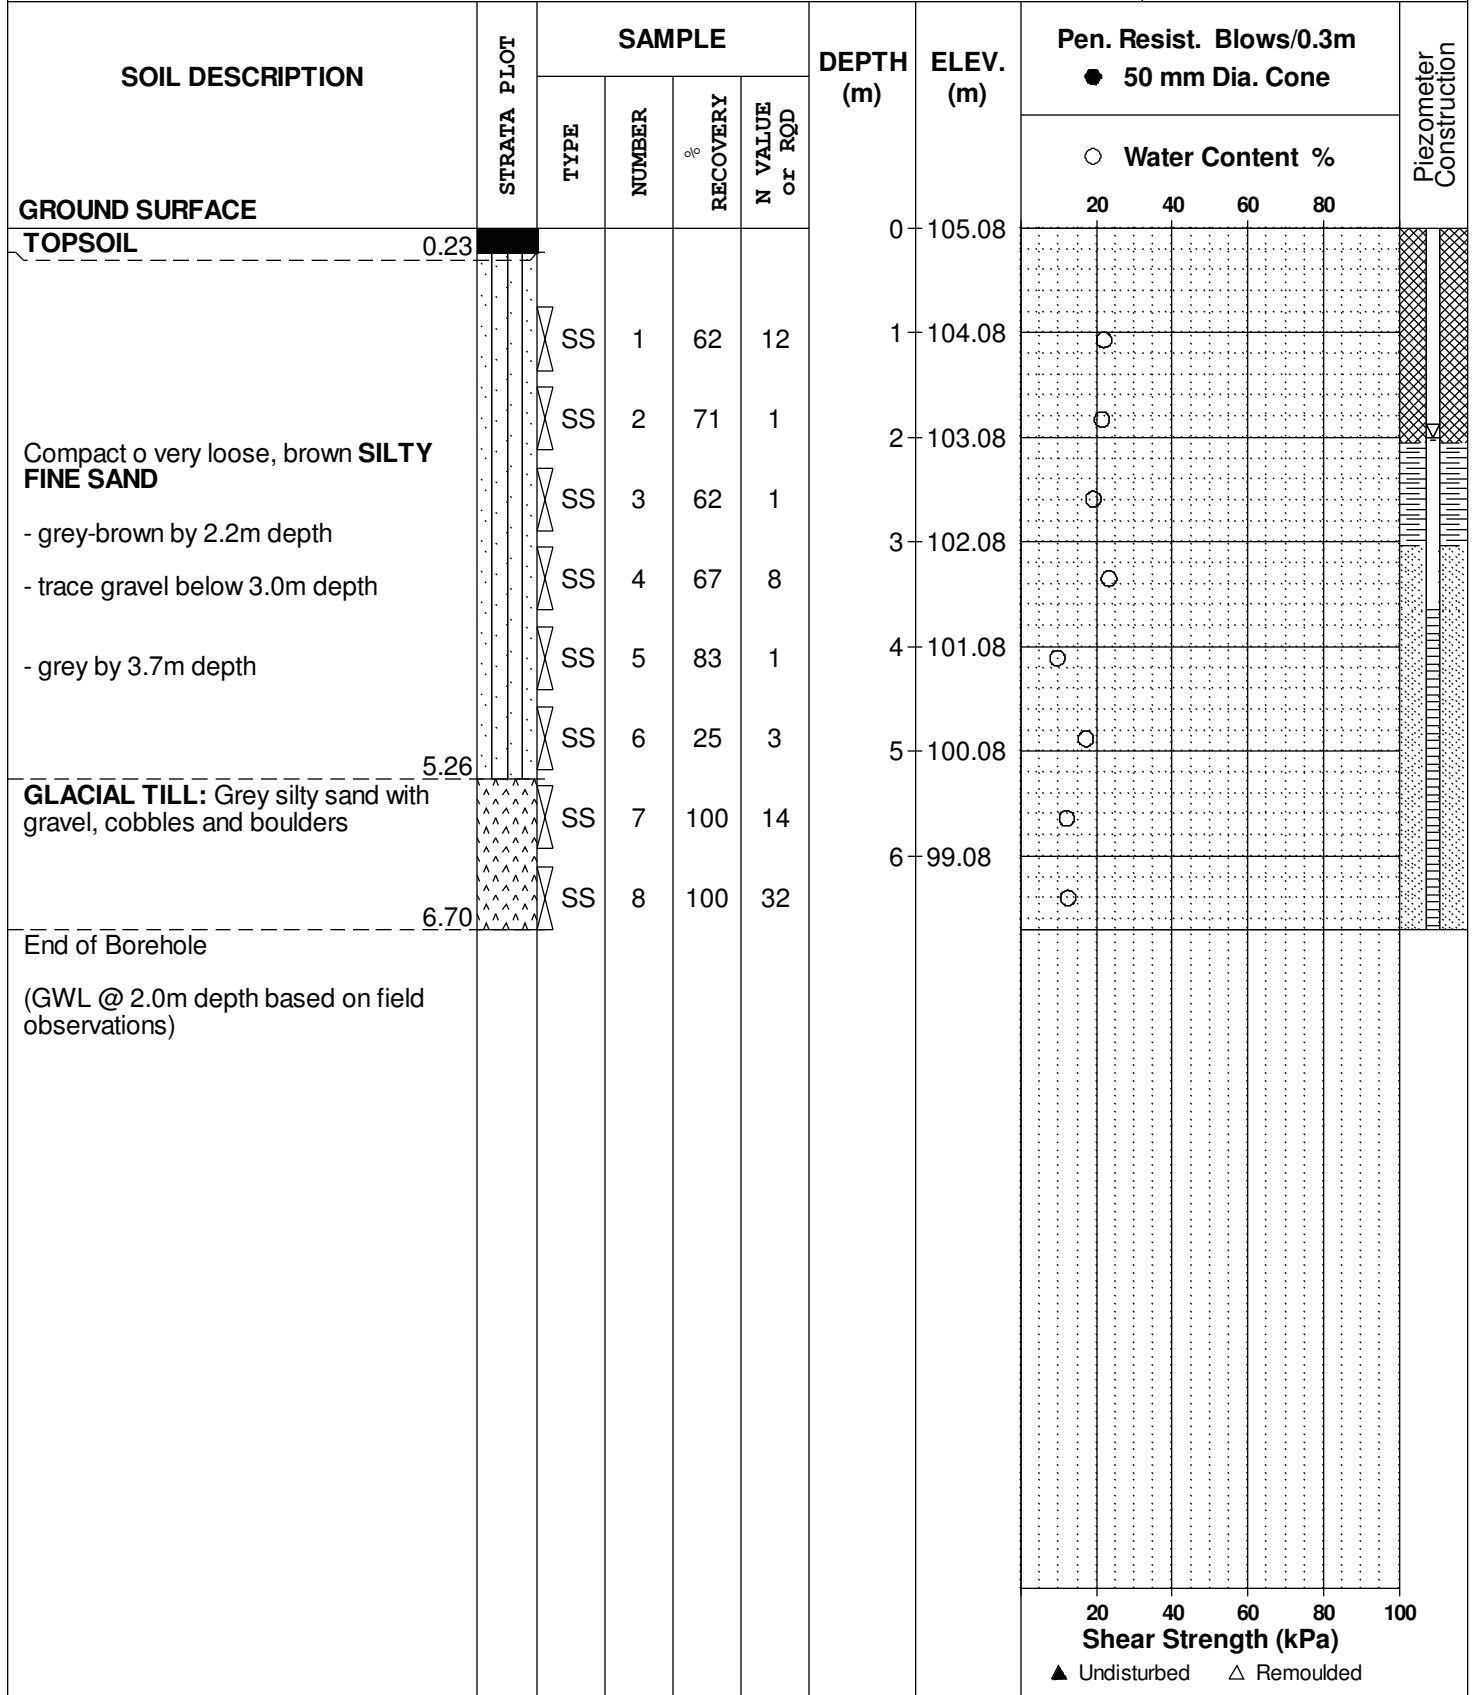 SOIL DESCRIPTION
STRATA PLOT
SAMPLE
TYPE
NUMBER
%
RECOVERY
N VALUE
or RQD
DEPTH
(m)
ELEV.
(m)
Pen. Resist. Blows/0.3m
● 50 mm Dia. Cone
○ Water Content %
20 40 60 80
Piezometer
Construction
GROUND SURFACE
0 105.08
TOPSOIL 0.23
SS 1 62 12
1 104.08
SS 2 71 1
2 103.08
Compact o very loose, brown SILTY
FINE SAND
SS 3 62 1
- grey-brown by 2.2m depth
3 102.08
- trace gravel below 3.0m depth
SS 4 67 8
4 101.08
- grey by 3.7m depth
SS 5 83 1
SS 6 25 3
5 100.08
5.26
GLACIAL TILL: Grey silty sand with
gravel, cobbles and boulders
SS 7 100 14
6 99.08
SS 8 100 32
6.70
End of Borehole
(GWL @ 2.0m depth based on field
observations)
20 40 60 80 100
Shear Strength (kPa)
▲ Undisturbed △ Remoulded